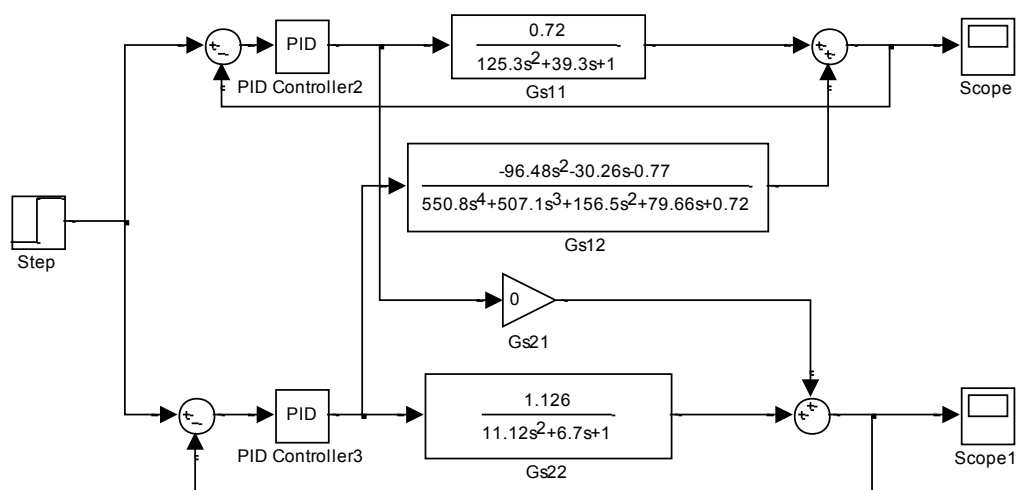 PID
0.72
125.3s2+39.3s+1
PID Controller2
Gs11
Scope
-96.48s2-30.26s-0.77
550.8s4+507.1s3+156.5s2+79.66s+0.72
Gs12
Step
0
Gs21
PID
1.126
11.12s2+6.7s+1
PID Controller3
Gs22
Scope1